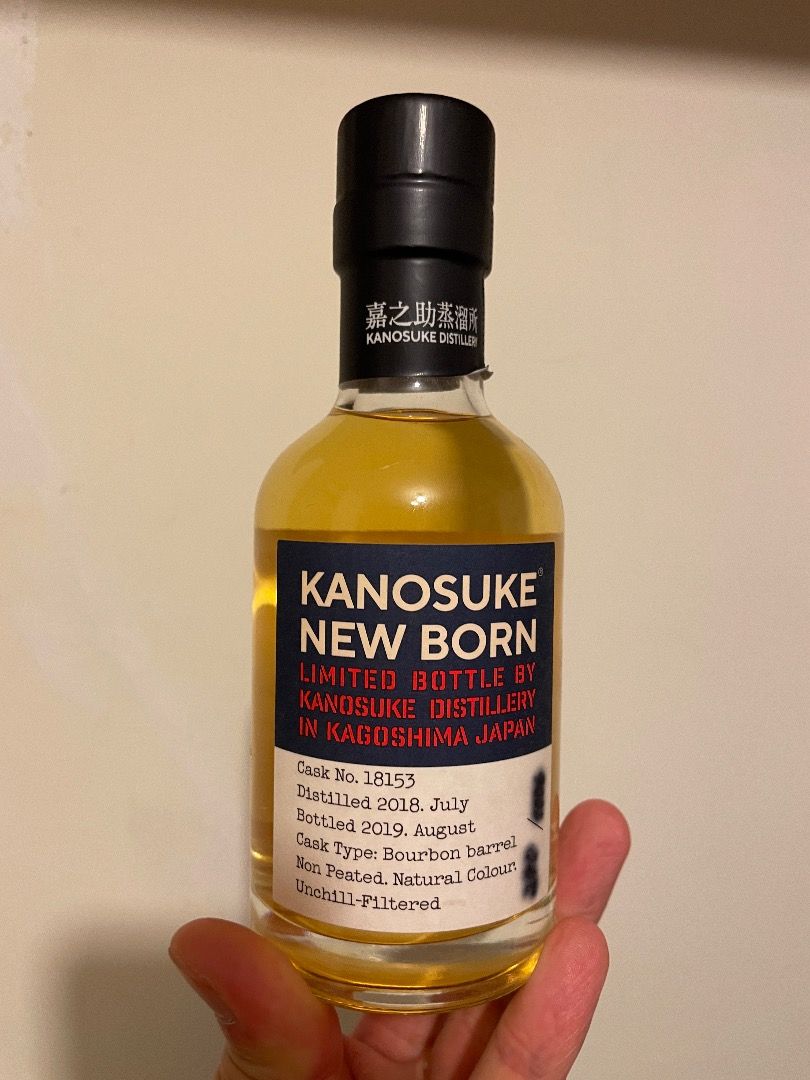 嘉之助蒸溜所
KANOSUKE DISTILLERY
KANOSUKE®
NEW BORN
LIMITED BOTTLE BY
KANOSUKE DISTILLERY
IN KAGOSHIMA JAPAN
Cask No. 18153
Distilled 2018. July
Bottled 2019. August
Cask Type: Bourbon barrel
Non Peated. Natural Colour.
Unchill-Filtered